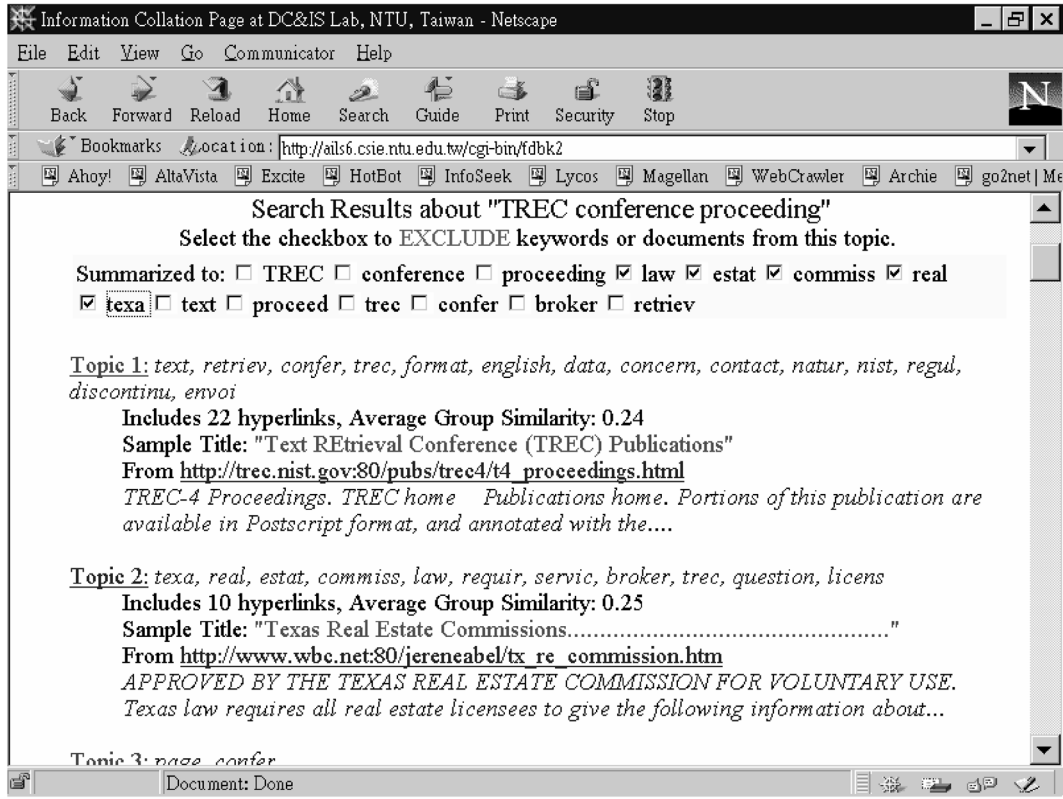 Information Collation Page at DC&IS Lab, NTU, Taiwan - Netscape
File Edit View Go Communicator Help
Back Forward Reload Home Search Guide Print Security Stop
N
Bookmarks Location: http://ails6.csie.ntu.edu.tw/cgi-bin/fdbk2
Ahoy! AltaVista Excite HotBot InfoSeek Lycos Magellan WebCrawler Archie go2net | Me
Search Results about "TREC conference proceeding"
Select the checkbox to EXCLUDE keywords or documents from this topic.
Summarized to: TREC conference proceeding law estat commiss real
texa text proceed trec confer broker retriev
Topic 1: text, retriev, confer, trec, format, english, data, concern, contact, natur, nist, regul,
discontinu, envoi
Includes 22 hyperlinks, Average Group Similarity: 0.24
Sample Title: "Text REtrieval Conference (TREC) Publications"
From http://trec.nist.gov:80/pubs/trec4/t4_proceedings.html
TREC-4 Proceedings. TREC home Publications home. Portions of this publication are
available in Postscript format, and annotated with the....
Topic 2: texa, real, estat, commiss, law, requir, servic, broker, trec, question, licens
Includes 10 hyperlinks, Average Group Similarity: 0.25
Sample Title: "Texas Real Estate Commissions................................................."
From http://www.wbc.net:80/jereneabel/tx_re_commission.htm
APPROVED BY THE TEXAS REAL ESTATE COMMISSION FOR VOLUNTARY USE.
Texas law requires all real estate licensees to give the following information about...
Topic 3: page, confer
Document: Done